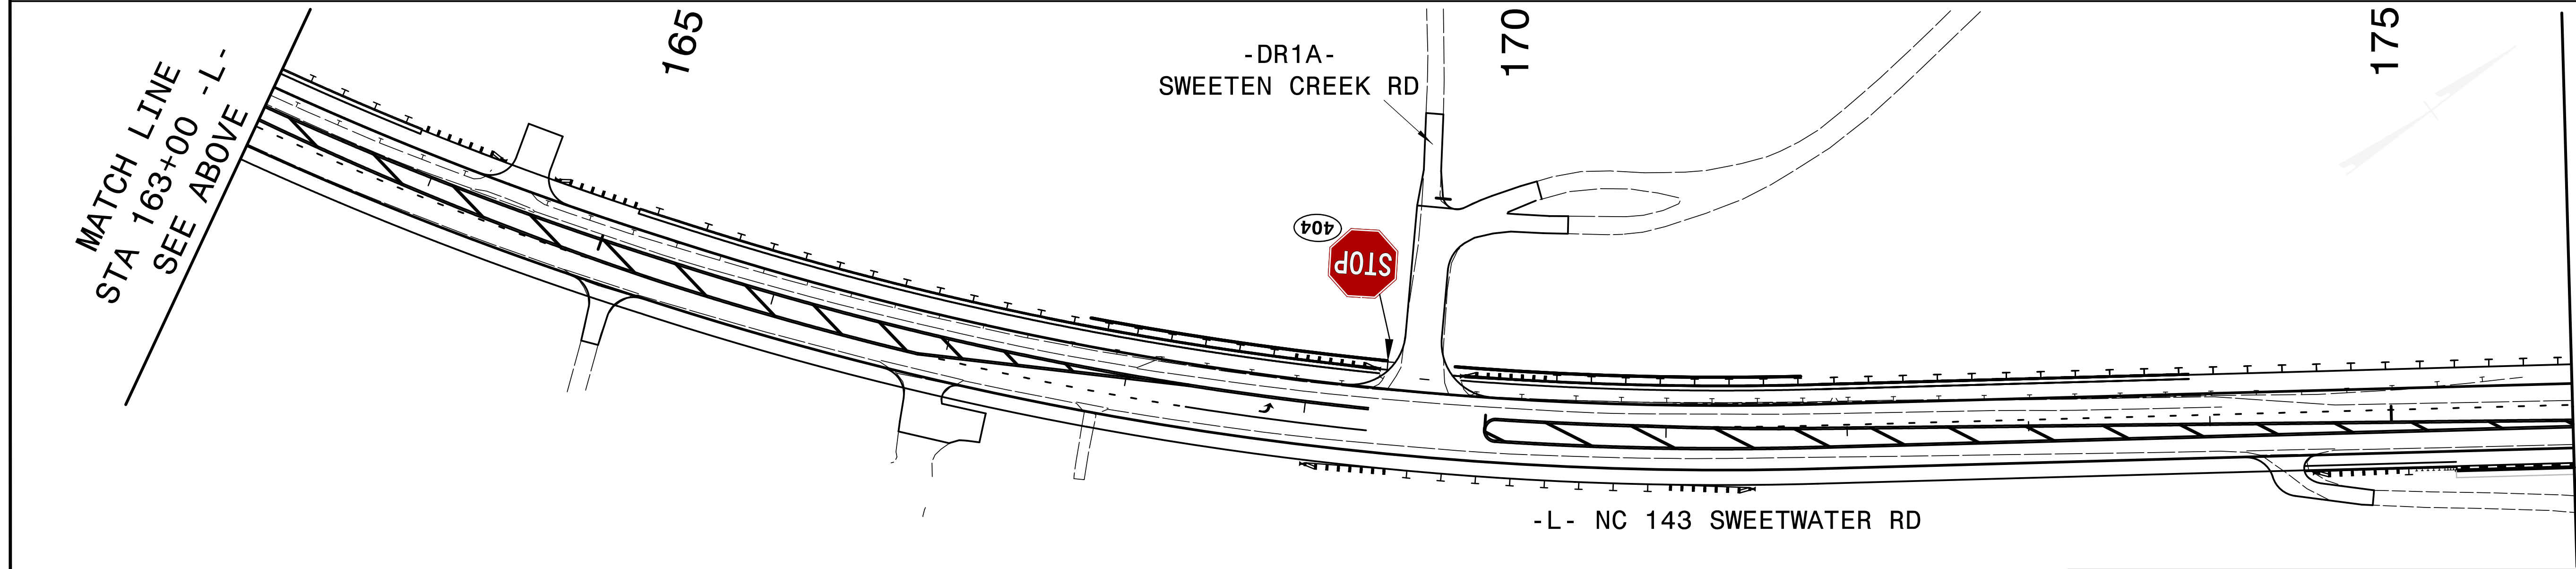 MATCH LINE
STA 163+00 -L-
SEE ABOVE
165
-DR1A-
SWEETEN CREEK RD
170
175
404
STOP
-L- NC 143 SWEETWATER RD